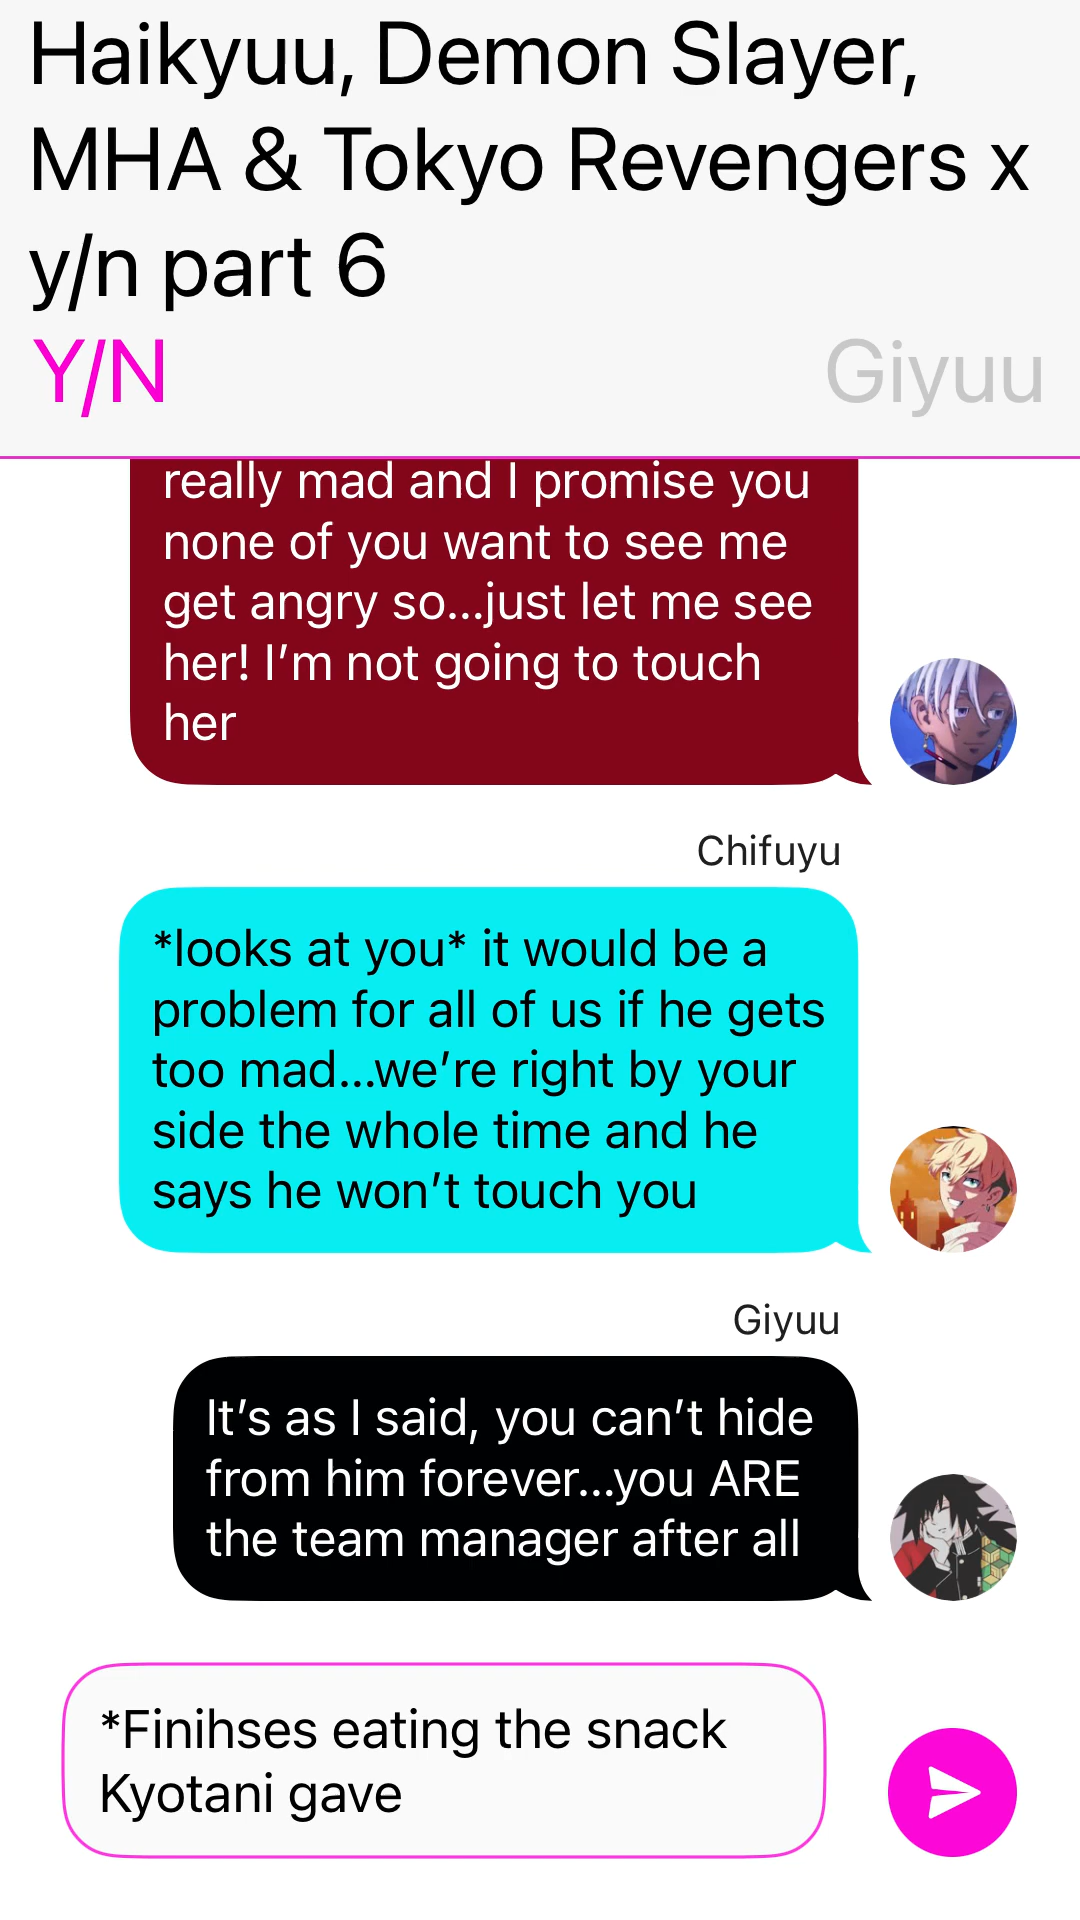 Haikyuu, Demon Slayer,
MHA & Tokyo Revengers x
y/n part 6
Y/N
Giyuu
really mad and I promise you
none of you want to see me
get angry so...just let me see
her! I’m not going to touch
her
Chifuyu
*looks at you* it would be a
problem for all of us if he gets
too mad...we’re right by your
side the whole time and he
says he won’t touch you
Giyuu
It’s as I said, you can’t hide
from him forever...you ARE
the team manager after all
*Finihses eating the snack
Kyotani gave